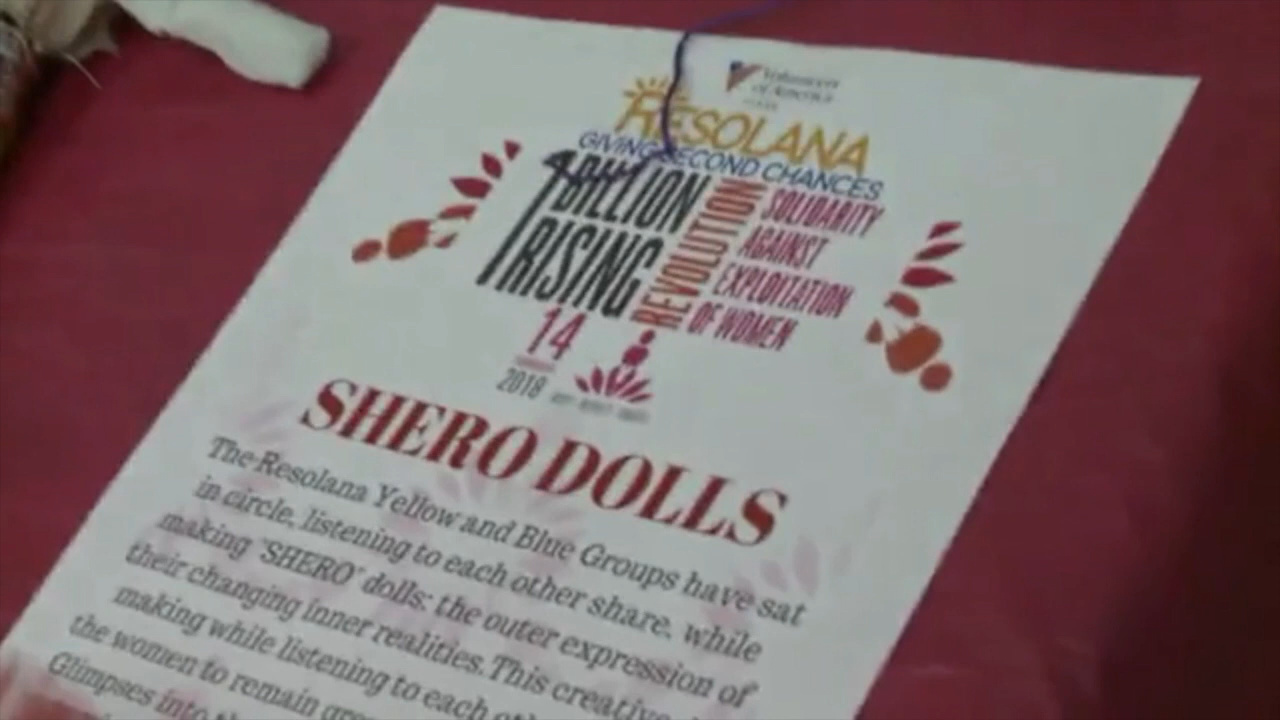 Volunteers
of America
TEXAS
RESOLANA
GIVING SECOND CHANCES
1 BILLION
RISING
REVOLUTION
SOLIDARITY
AGAINST
EXPLOITATION
OF WOMEN
14
FEBRUARY
2018
SHERO DOLLS
The Resolana Yellow and Blue Groups have sat
in circle, listening to each other share, while
making "SHERO" dolls; the outer expression of
their changing inner realities. This creative
making while listening to each
the women to remain
Glimpses into